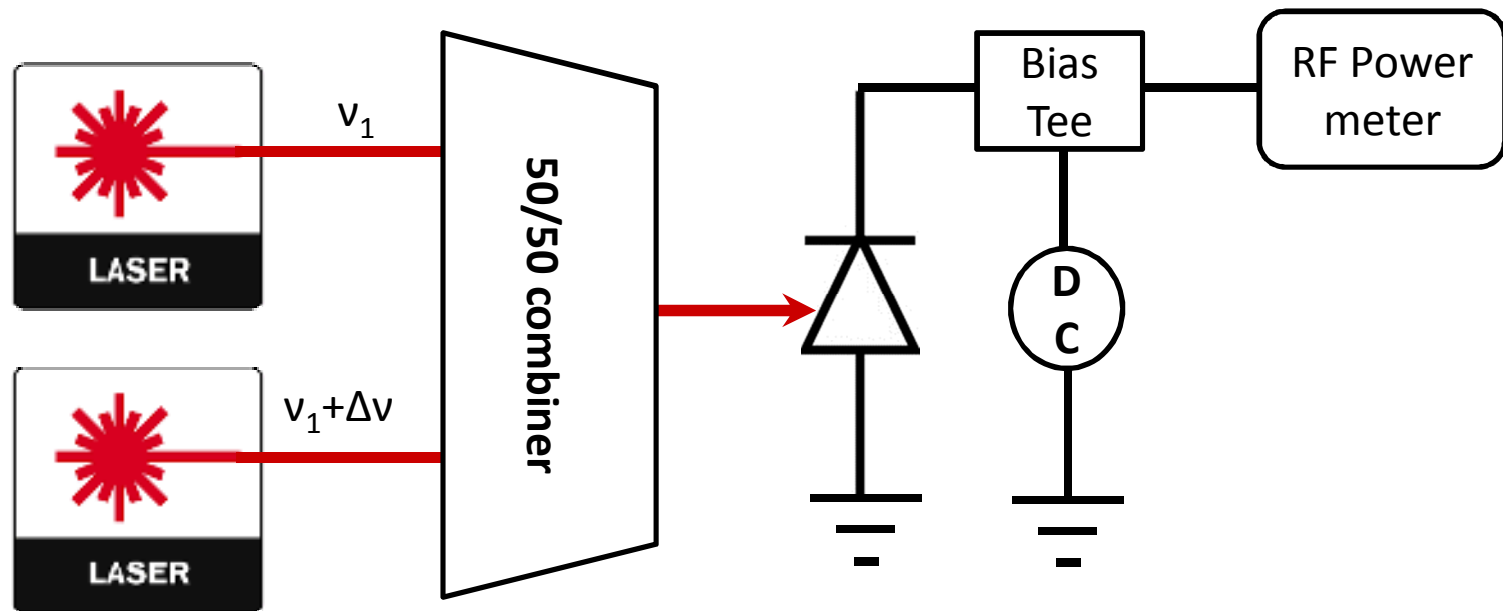 LASER
ν₁
LASER
ν₁+Δν
50/50 combiner
Bias
Tee
D
C
RF Power
meter